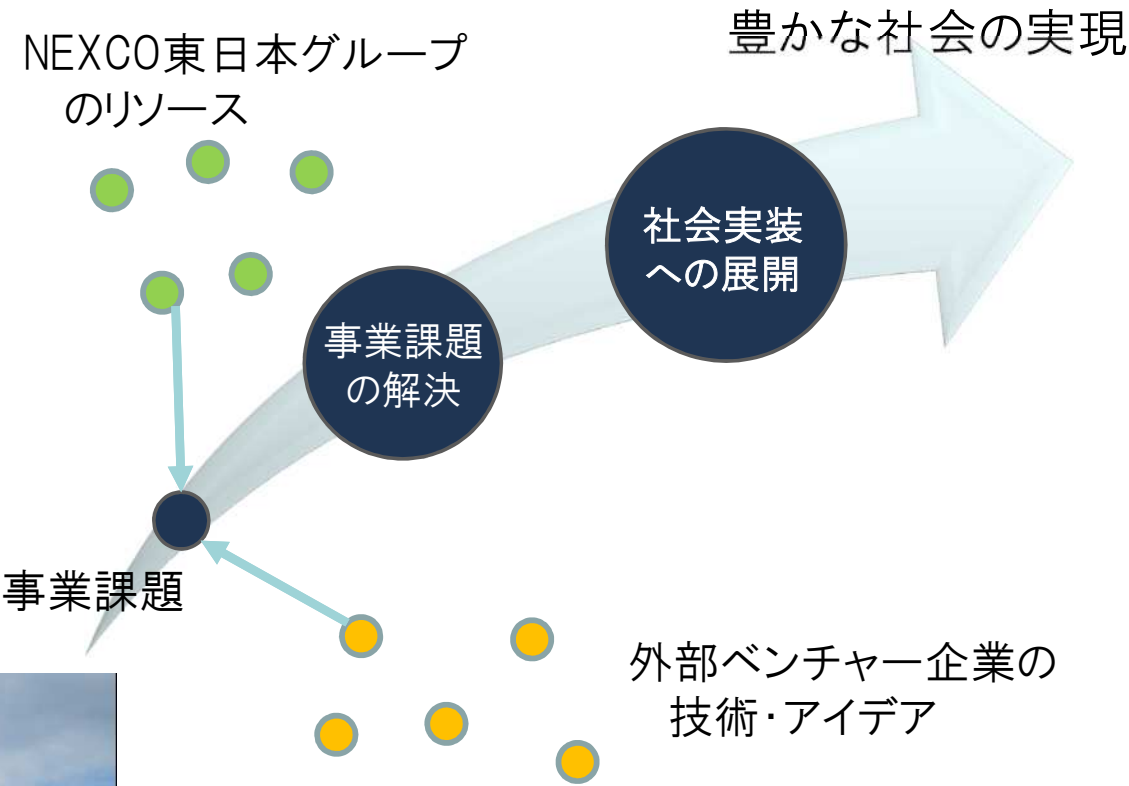 豊かな社会の実現
NEXCO東日本グループ
のリソース
社会実装
への展開
事業課題
の解決
事業課題
外部ベンチャー企業の
技術・アイデア